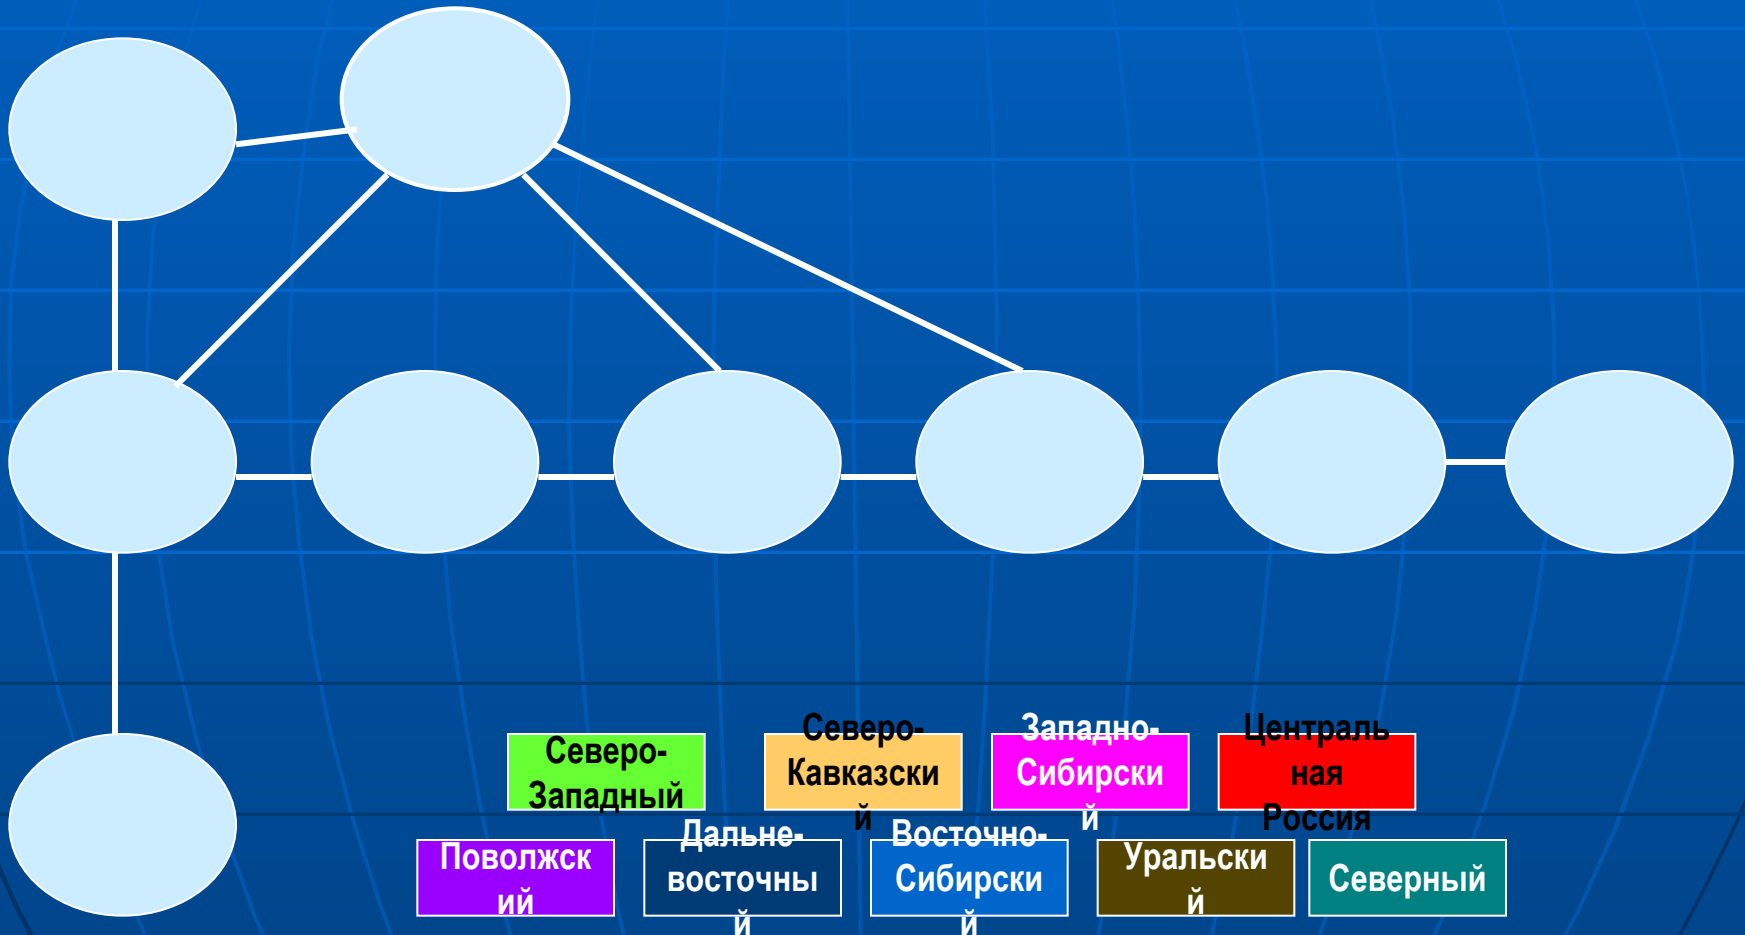 Северо-
Западный
Северо-
Кавказски
й
Западно-
Сибирски
й
Централь
ная
Россия
Поволжск
ий
Дальне-
восточны
й
Восточно-
Сибирски
й
Уральски
й
Северный